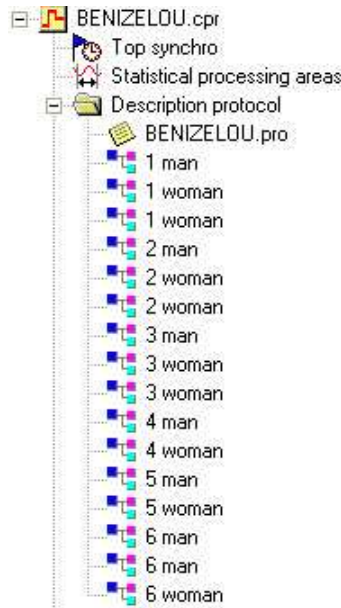 BENIZELOU.cpr
Top synchro
Statistical processing areas
Description protocol
BENIZELOU.pro
1 man
1 woman
1 woman
2 man
2 woman
2 woman
3 man
3 woman
3 woman
4 man
4 woman
5 man
5 woman
6 man
6 man
6 woman